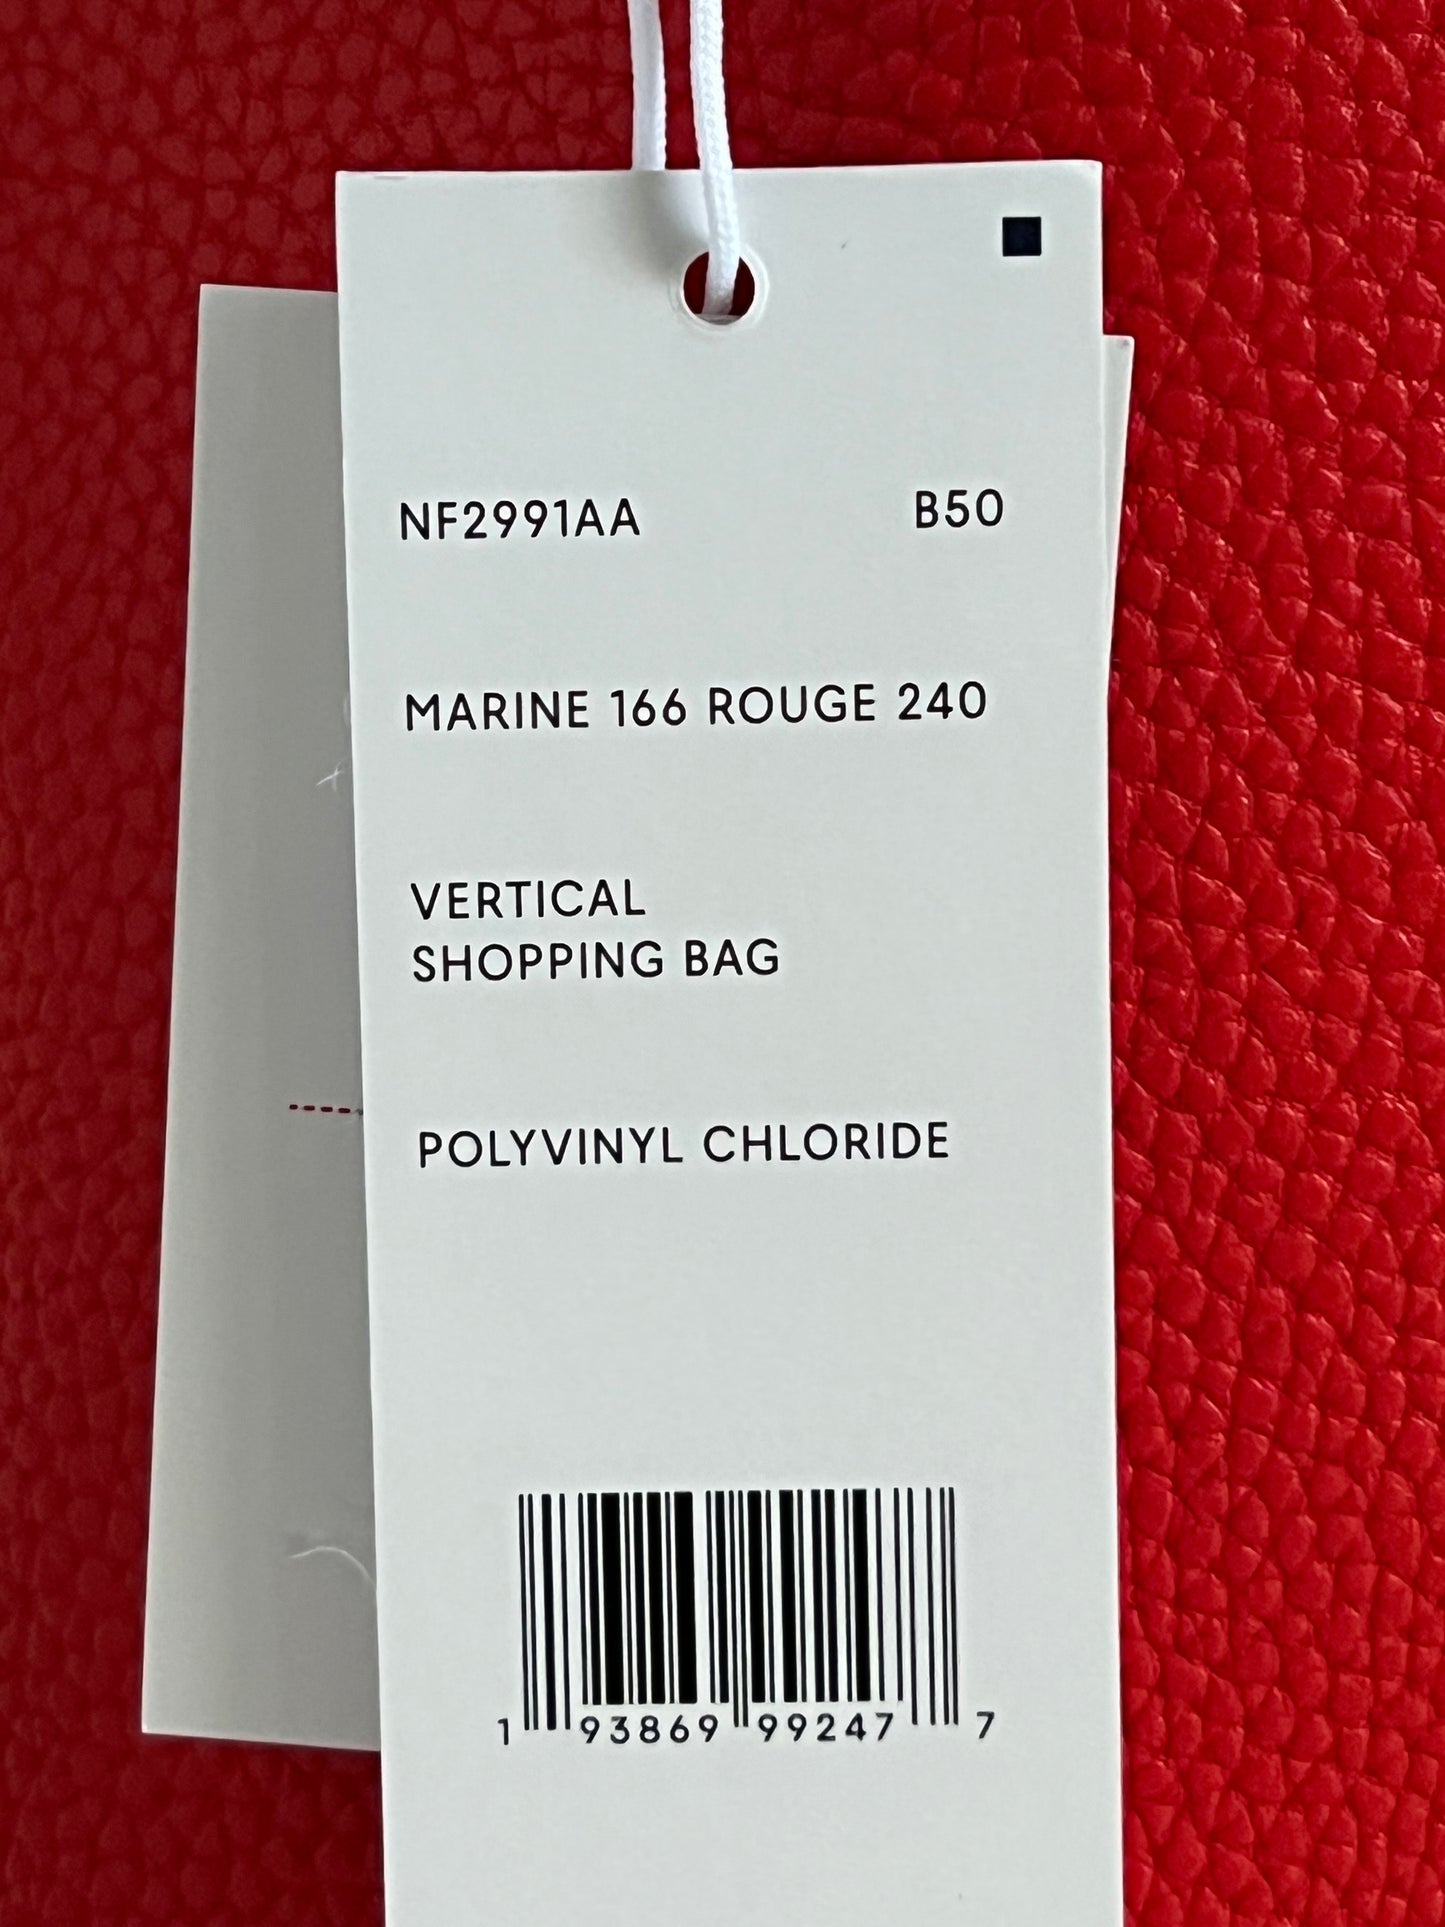 NF2991AA B50
MARINE 166 ROUGE 240
VERTICAL
SHOPPING BAG
POLYVINYL CHLORIDE
1 93869 99247 7